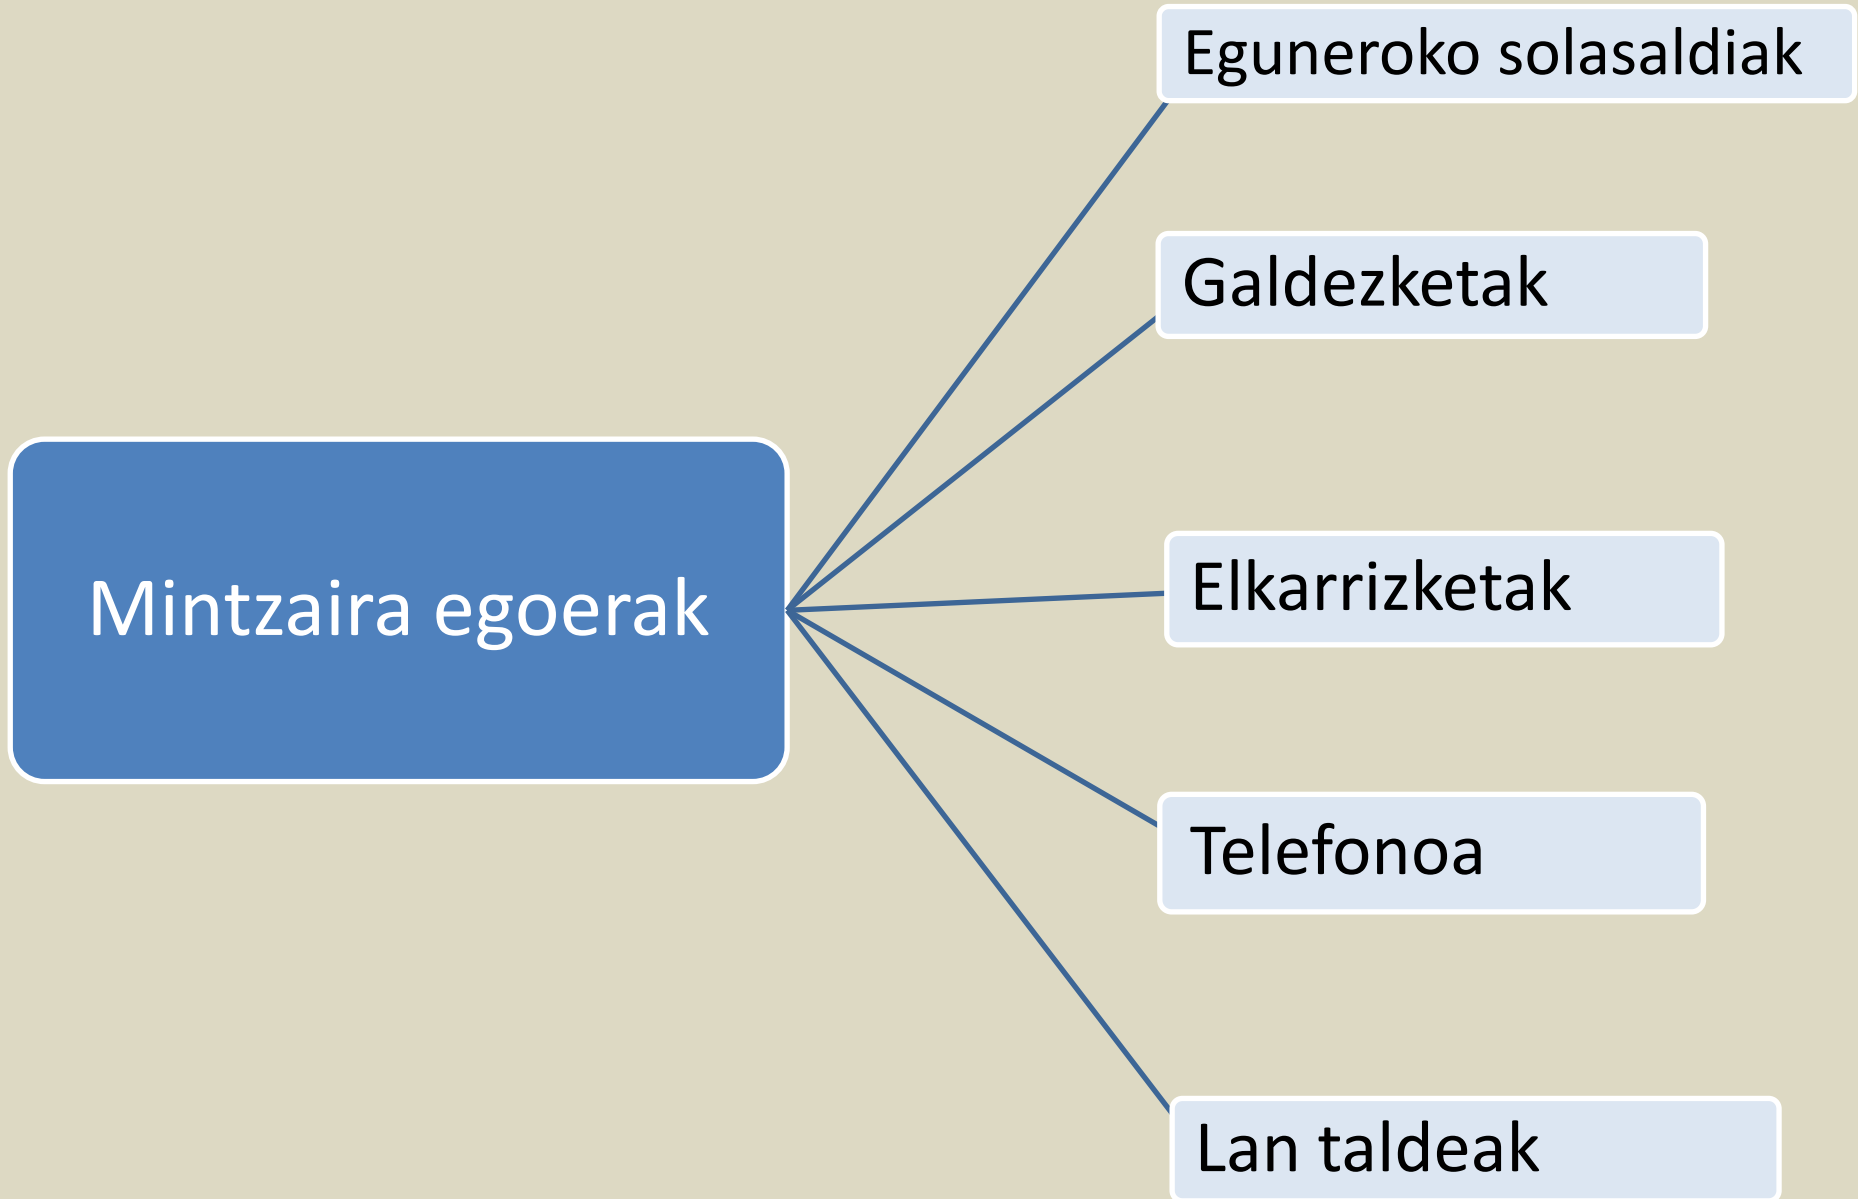 Eguneroko solasaldiak
Galdezketak
Mintzaira egoerak
Elkarrizketak
Telefonoa
Lan taldeak